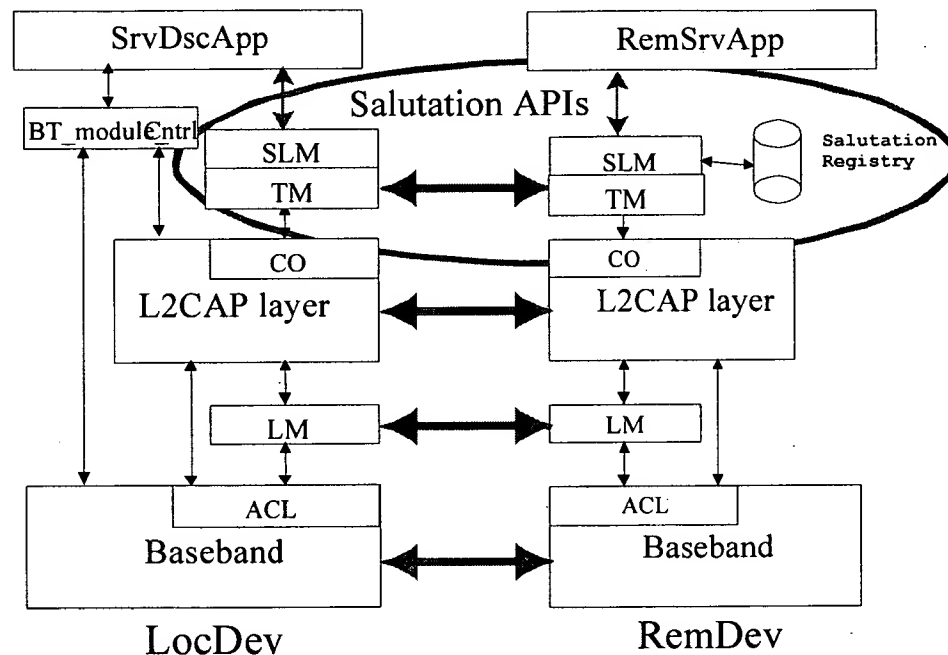 SrvDscApp
RemSrvApp
Salutation APIs
BT_module_Cntrl
SLM
TM
SLM
TM
Salutation
Registry
CO
L2CAP layer
CO
L2CAP layer
LM
LM
ACL
Baseband
ACL
Baseband
LocDev
RemDev